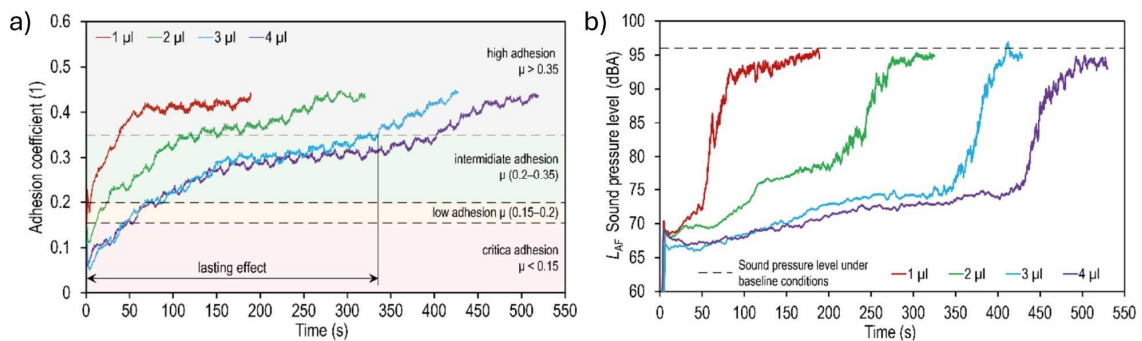 a)
Adhesion coefficient (1)
0.6
0.5
0.4
0.3
0.2
0.1
0
1 µl 2 µl 3 µl 4 µl
high adhesion
µ > 0.35
intermidiate adhesion
µ (0.2–0.35)
low adhesion µ (0.15–0.2)
critica adhesion
µ < 0.15
lasting effect
0 50 100 150 200 250 300 350 400 450 500 550
Time (s)
b)
L_AF Sound pressure level (dBA)
100
95
90
85
80
75
70
65
60
Sound pressure level under
baseline conditions
1 µl 2 µl 3 µl 4 µl
0 50 100 150 200 250 300 350 400 450 500 550
Time (s)